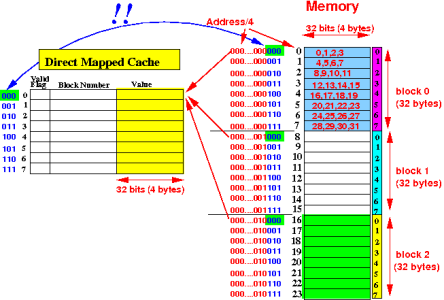 Memory
!!
Address/4
32 bits (4 bytes)
Direct Mapped Cache
Valid
Flag
Block Number
Value
000 0
001 1
010 2
011 3
100 4
101 5
110 6
111 7
32 bits (4 bytes)
000....000000 0 0,1,2,3 0
000....000001 1 4,5,6,7 1
000....000010 2 8,9,10,11 2
000....000011 3 12,13,14,15 3
000....000100 4 16,17,18,19 4
000....000101 5 20,21,22,23 5
000....000110 6 24,25,26,27 6
000....000111 7 28,29,30,31 7
block 0
(32 bytes)
000....001000 8 0
000....001001 9 1
000....001010 10 2
000....001011 11 3
000....001100 12 4
000....001101 13 5
000....001110 14 6
000....001111 15 7
block 1
(32 bytes)
000....010000 16 0
000....010001 17 1
000....010010 18 2
000....010011 19 3
000....010100 20 4
000....010101 21 5
000....010110 22 6
000....010111 23 7
block 2
(32 bytes)